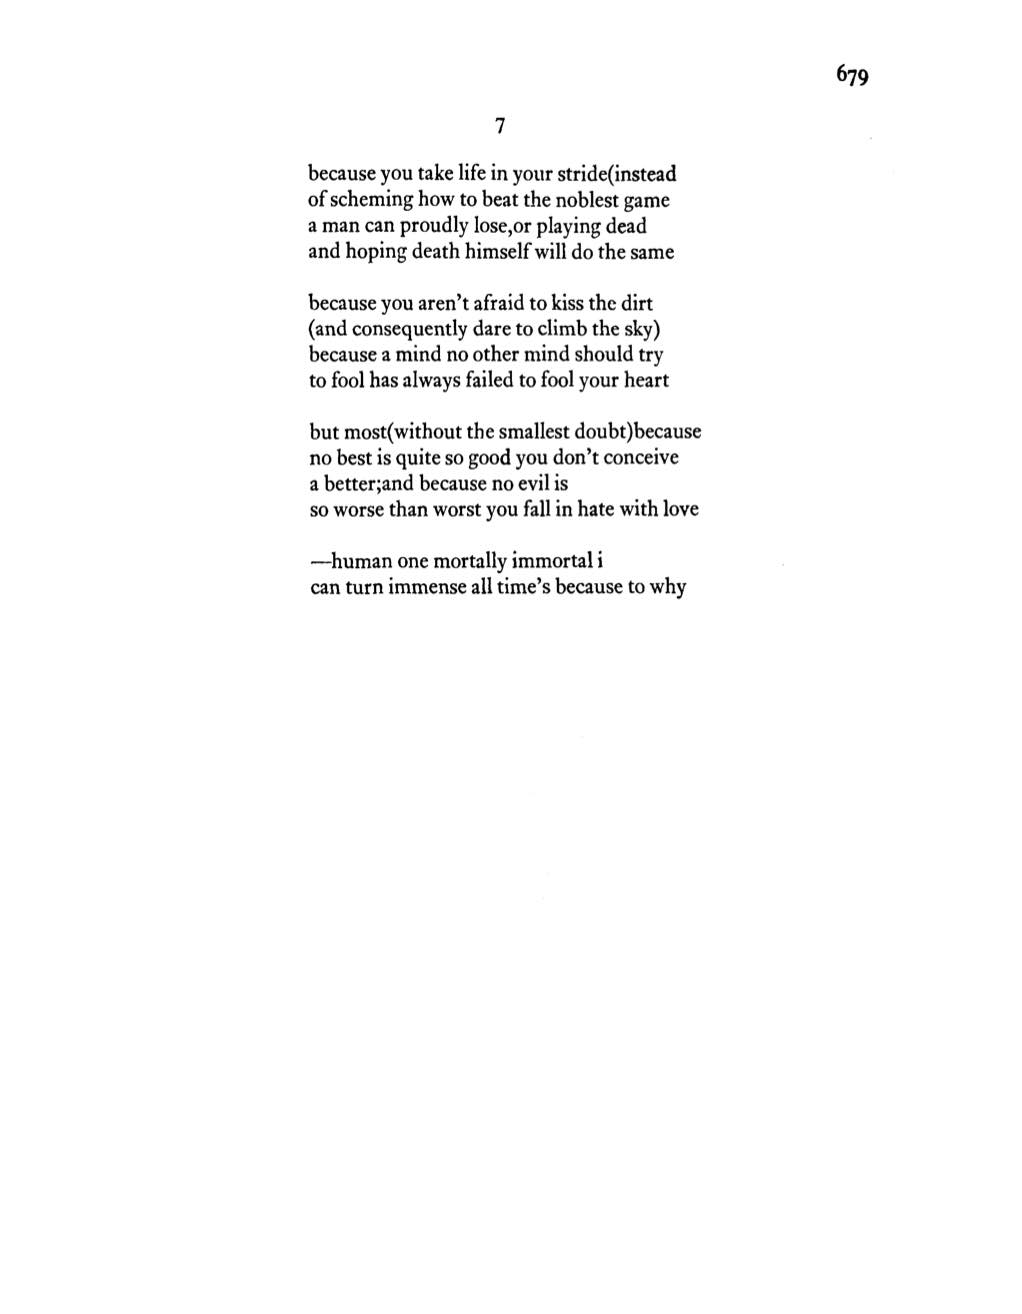 679
7
because you take life in your stride(instead
of scheming how to beat the noblest game
a man can proudly lose,or playing dead
and hoping death himself will do the same
because you aren't afraid to kiss the dirt
(and consequently dare to climb the sky)
because a mind no other mind should try
to fool has always failed to fool your heart
but most(without the smallest doubt)because
no best is quite so good you don't conceive
a better;and because no evil is
so worse than worst you fall in hate with love
—human one mortally immortal i
can turn immense all time's because to why